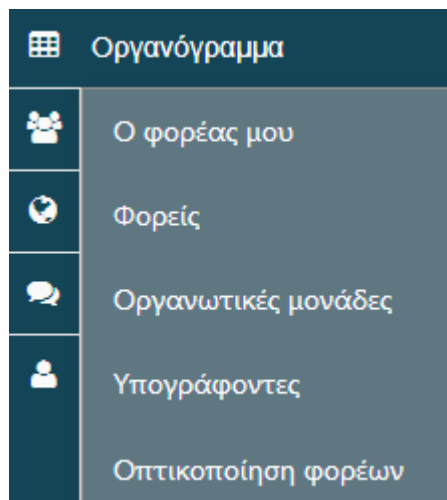 Οργανόγραμμα
Ο φορέας μου
Φορείς
Οργανωτικές μονάδες
Υπογράφοντες
Οπτικοποίηση φορέων